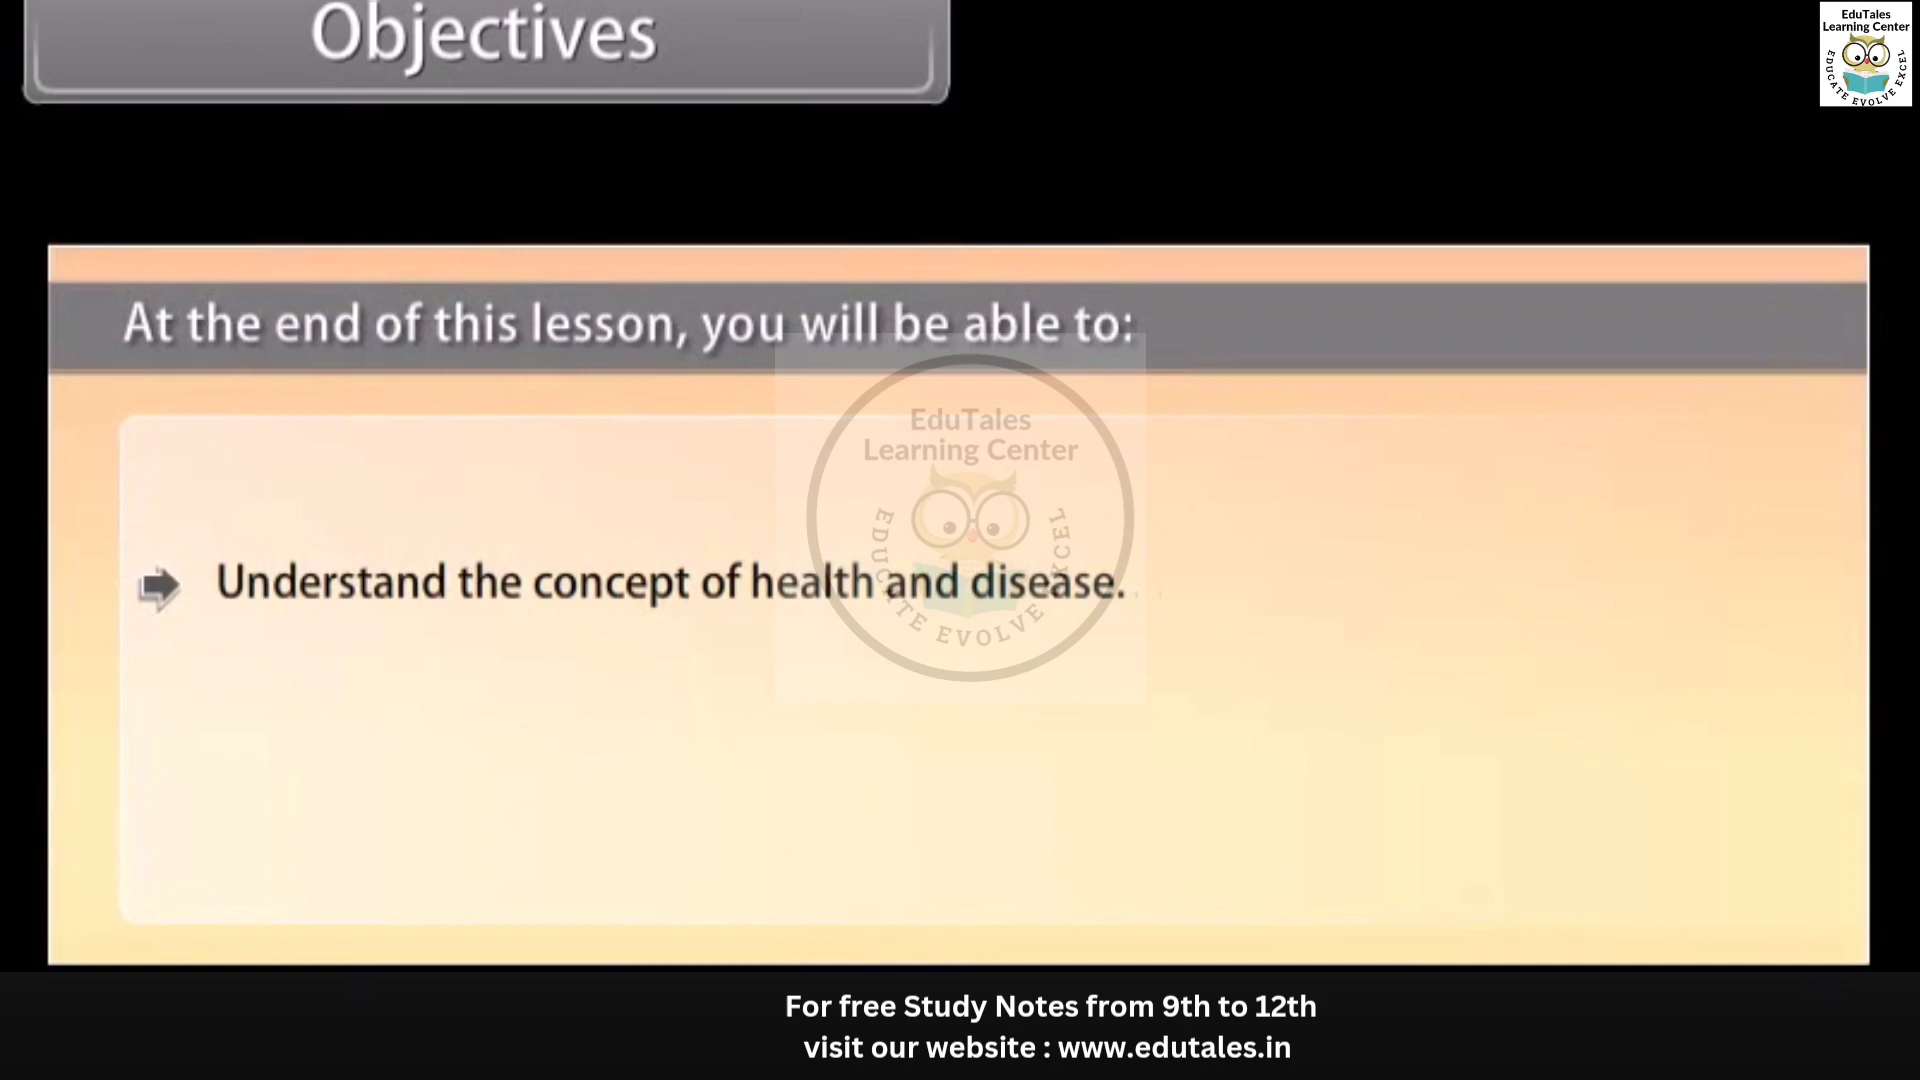 Objectives
EduTales
Learning Center
EDUCATE EVOLVE EXCEL
At the end of this lesson, you will be able to:
EduTales
Learning Center
EDUCATE EVOLVE EXCEL
Understand the concept of health and disease.
For free Study Notes from 9th to 12th
visit our website : www.edutales.in